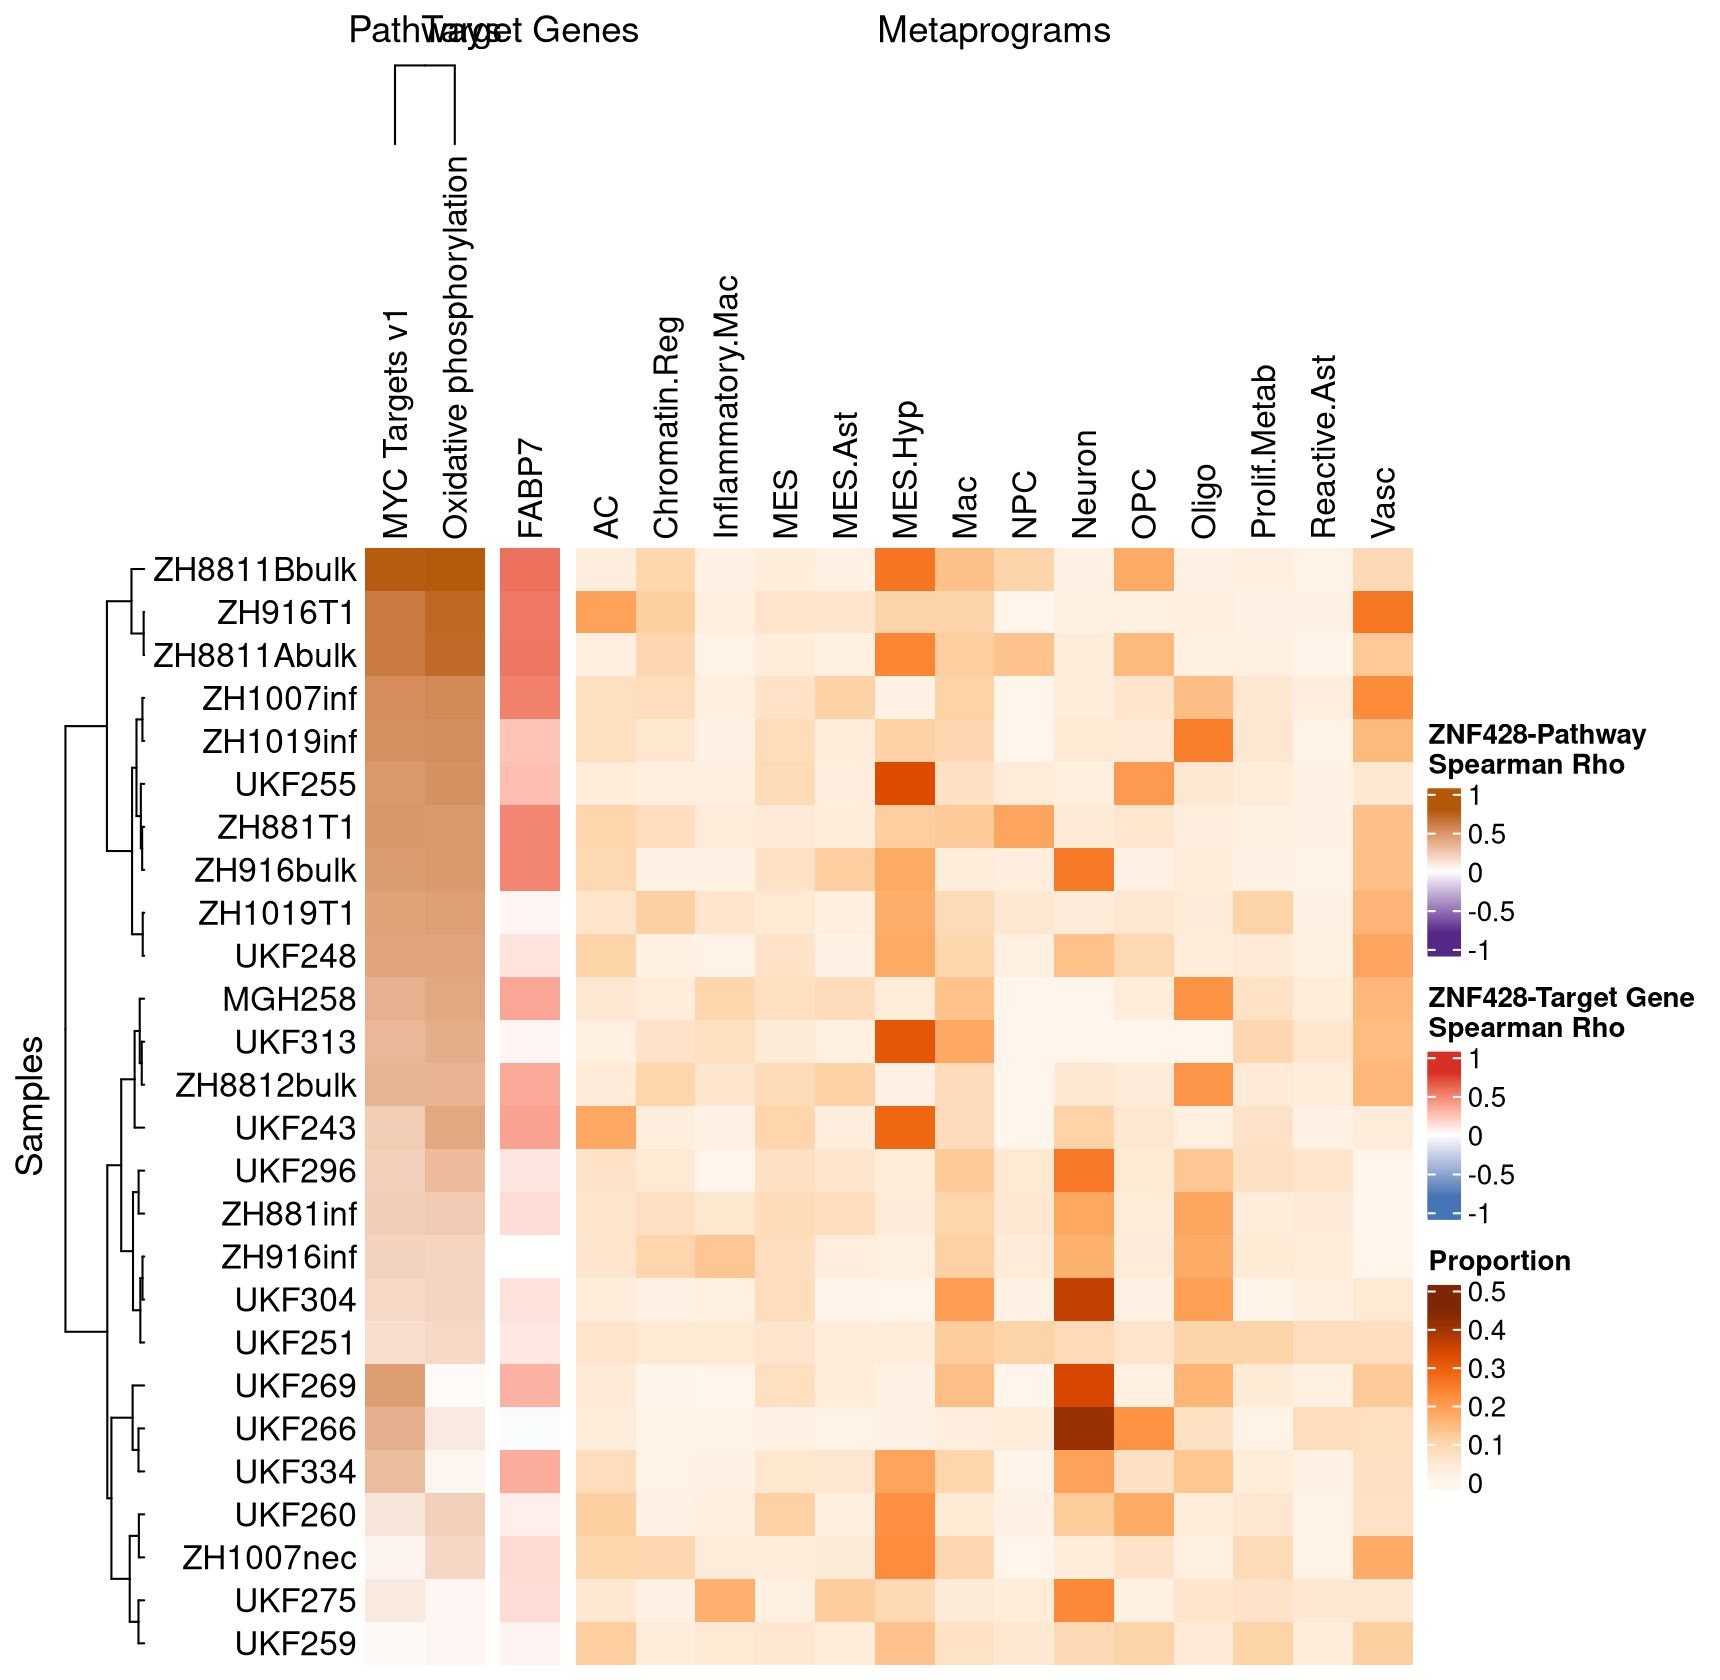 Pathways
Target Genes
Metaprograms
MYC Targets v1
Oxidative phosphorylation
FABP7
AC
Chromatin.Reg
Inflammatory.Mac
MES
MES.Ast
MES.Hyp
Mac
NPC
Neuron
OPC
Oligo
Prolif.Metab
Reactive.Ast
Vasc
Samples
ZH8811Bbulk
ZH916T1
ZH8811Abulk
ZH1007inf
ZH1019inf
UKF255
ZH881T1
ZH916bulk
ZH1019T1
UKF248
MGH258
UKF313
ZH8812bulk
UKF243
UKF296
ZH881inf
ZH916inf
UKF304
UKF251
UKF269
UKF266
UKF334
UKF260
ZH1007nec
UKF275
UKF259
ZNF428-Pathway
Spearman Rho
1
0.5
0
-0.5
-1
ZNF428-Target Gene
Spearman Rho
1
0.5
0
-0.5
-1
Proportion
0.5
0.4
0.3
0.2
0.1
0